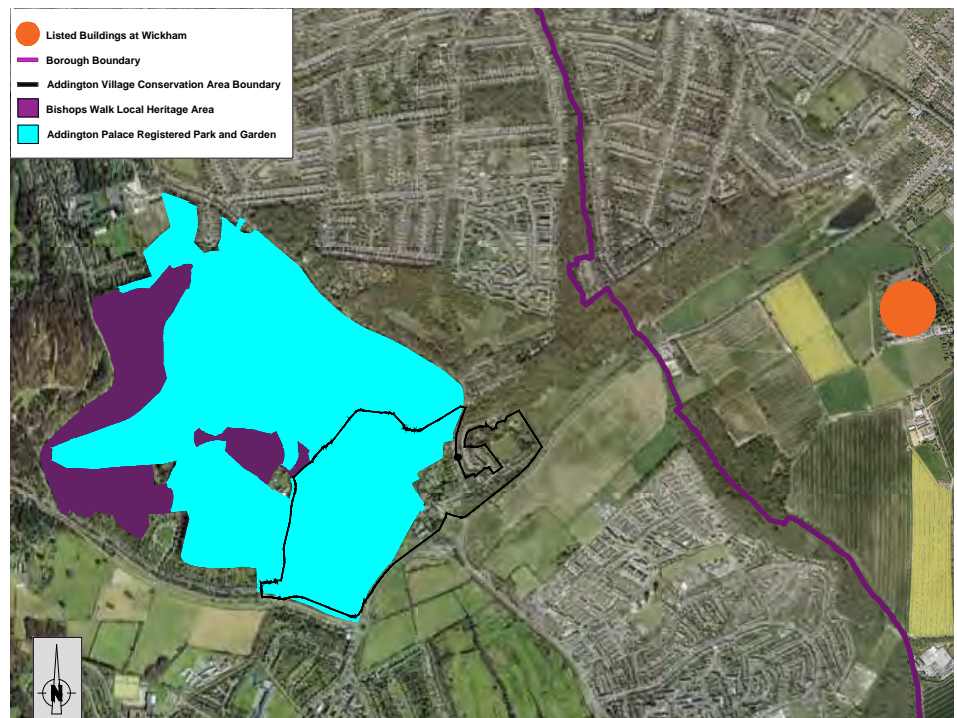 Listed Buildings at Wickham
Borough Boundary
Addington Village Conservation Area Boundary
Bishops Walk Local Heritage Area
Addington Palace Registered Park and Garden
N